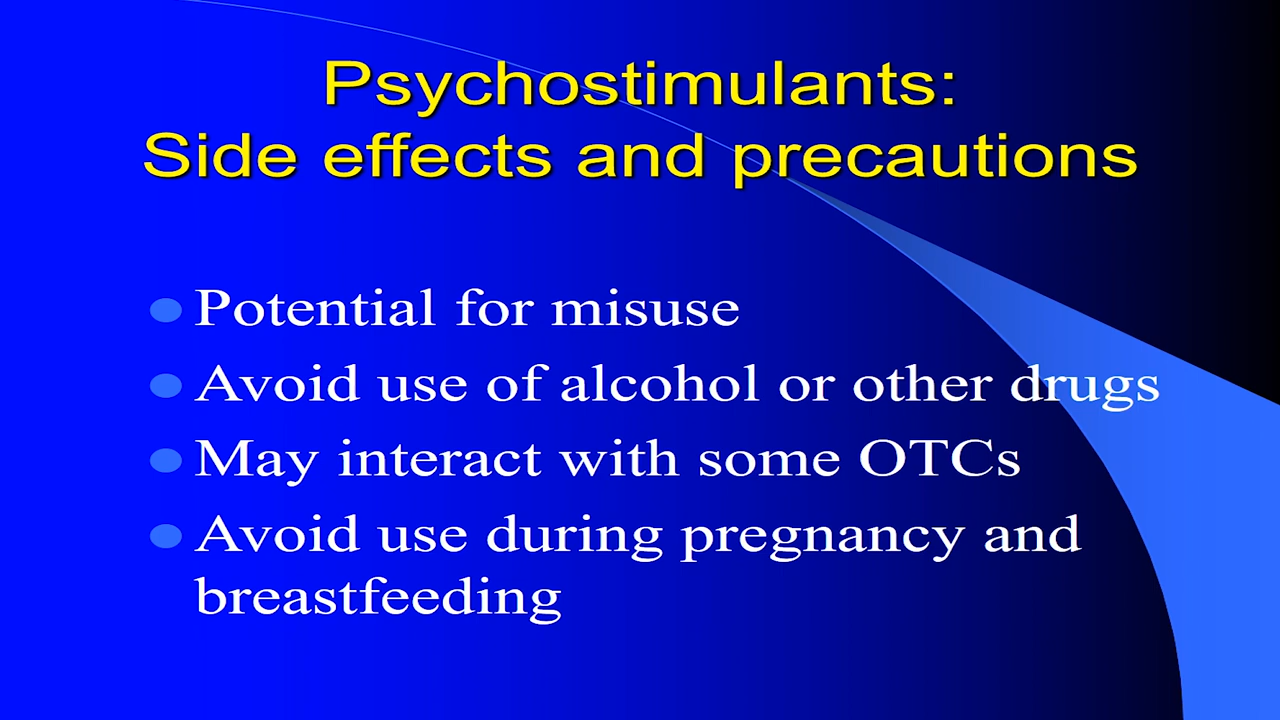 Psychostimulants:
Side effects and precautions
Potential for misuse
Avoid use of alcohol or other drugs
May interact with some OTCs
Avoid use during pregnancy and
breastfeeding